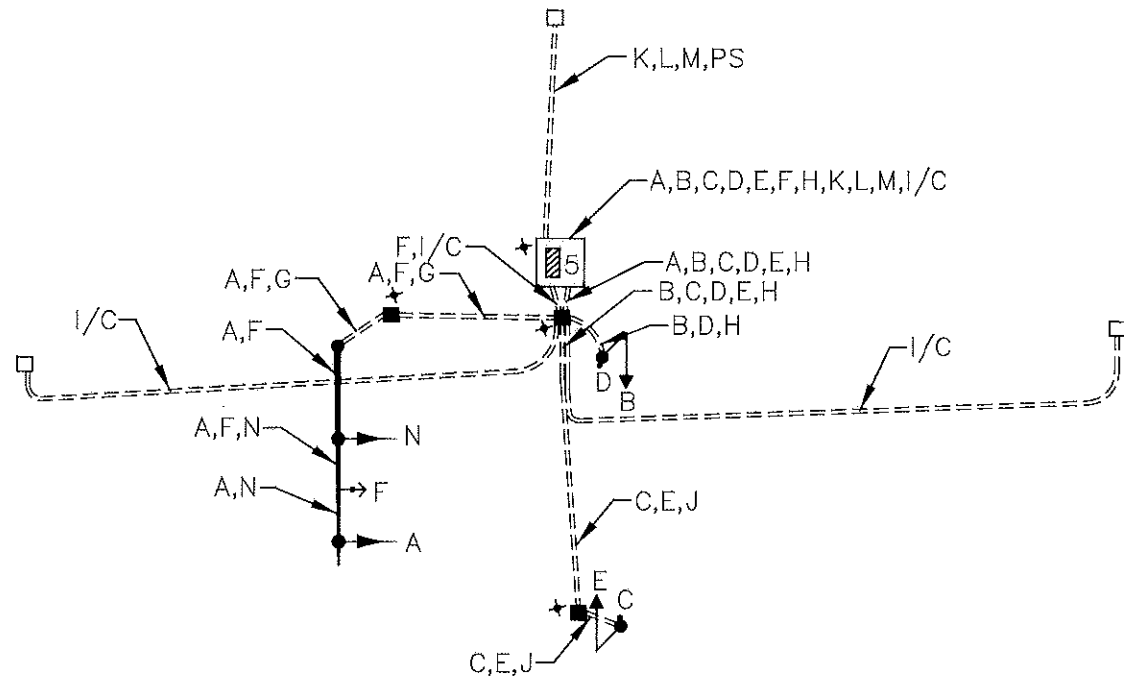 K,L,M,PS
A,B,C,D,E,F,H,K,L,M,I/C
F,I/C
5
A,B,C,D,E,H
A,F,G
A,F,G
B,C,D,E,H
A,F
B,D,H
I/C
I/C
D
B
A,F,N
N
A,N
F
C,E,J
A
E
C
C,E,J